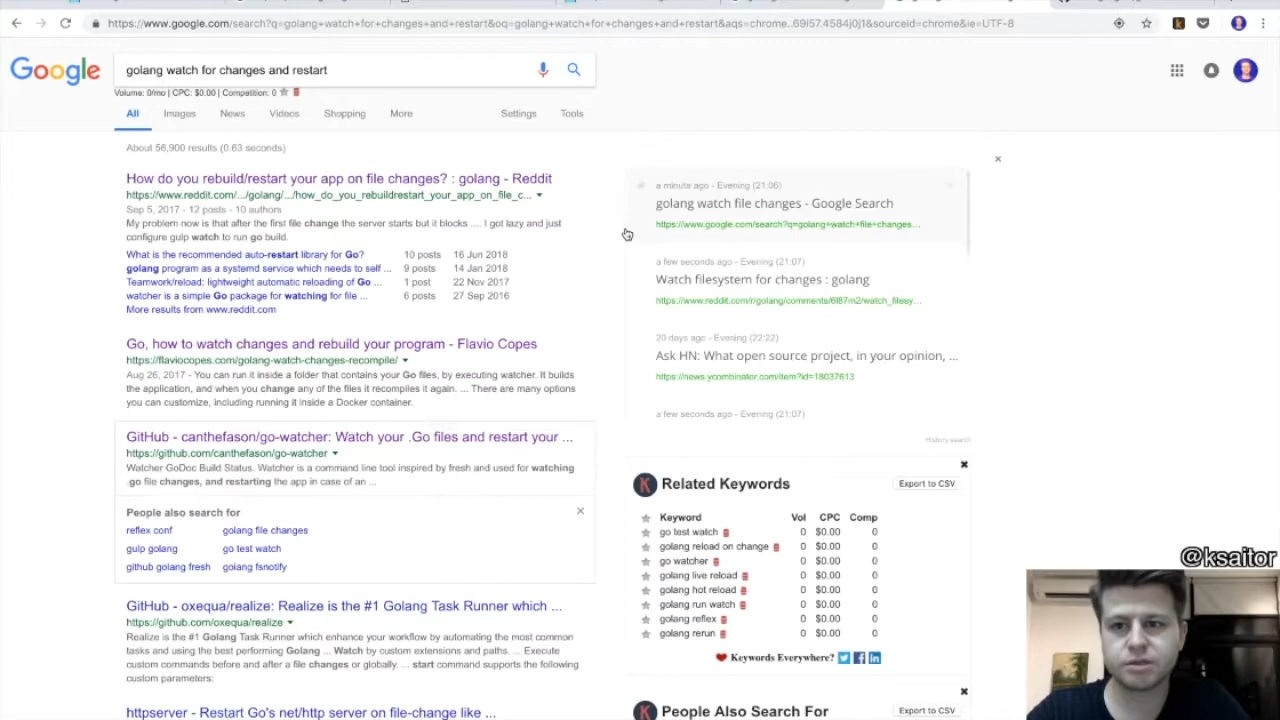 https://www.google.com/search?q=golang+watch+for+changes+and+restart&oq=golang+watch+for+changes+and+restart&aqs=chrome..69i57.4584j0j1&sourceid=chrome&ie=UTF-8
Google
golang watch for changes and restart
Volume: 0/mo | CPC: $0.00 | Competition: 0
All Images News Videos Shopping More Settings Tools
About 56,900 results (0.63 seconds)
How do you rebuild/restart your app on file changes? : golang - Reddit
https://www.reddit.com/.../golang/.../how_do_you_rebuildrestart_your_app_on_file_c...
Sep 5, 2017 - 12 posts - 10 authors
My problem now is that after the first file change the server starts but it blocks .... I got lazy and just
configure gulp watch to run go build.
What is the recommended auto-restart library for Go? 10 posts 16 Jun 2018
golang program as a systemd service which needs to self ... 9 posts 14 Jan 2018
Teamwork/reload: lightweight automatic reloading of Go ... 1 post 22 Nov 2017
watcher is a simple Go package for watching for file ... 6 posts 27 Sep 2016
More results from www.reddit.com
Go, how to watch changes and rebuild your program - Flavio Copes
https://flaviocopes.com/golang-watch-changes-recompile/
Aug 26, 2017 - You can run it inside a folder that contains your Go files, by executing watcher. It builds
the application, and when you change any of the files it recompiles it again. ... There are many options
you can customize, including running it inside a Docker container.
GitHub - canthefason/go-watcher: Watch your .Go files and restart your ...
https://github.com/canthefason/go-watcher
Watcher GoDoc Build Status. Watcher is a command line tool inspired by fresh and used for watching
.go file changes, and restarting the app in case of an ...
People also search for
reflex conf golang file changes
gulp golang go test watch
github golang fresh golang fsnotify
GitHub - oxequa/realize: Realize is the #1 Golang Task Runner which ...
https://github.com/oxequa/realize
Realize is the #1 Golang Task Runner which enhance your workflow by automating the most common
tasks and using the best performing Golang ... Watch by custom extensions and paths. ... Execute
custom commands before and after a file changes or globally. ... start command supports the following
custom parameters:
httpserver - Restart Go's net/http server on file-change like ...
a minute ago - Evening (21:06)
golang watch file changes - Google Search
https://www.google.com/search?q=golang+watch+file+changes...
a few seconds ago - Evening (21:07)
Watch filesystem for changes : golang
https://www.reddit.com/r/golang/comments/6l87m2/watch_filesy...
20 days ago - Evening (22:22)
Ask HN: What open source project, in your opinion, ...
https://news.ycombinator.com/item?id=18037613
a few seconds ago - Evening (21:07)
History search
K Related Keywords Export to CSV
Keyword Vol CPC Comp
go test watch 0 $0.00 0
golang reload on change 0 $0.00 0
go watcher 0 $0.00 0
golang live reload 0 $0.00 0
golang hot reload 0 $0.00 0
golang run watch 0 $0.00 0
golang reflex 0 $0.00 0
golang rerun 0 $0.00 0
Keywords Everywhere?
K People Also Search For Export to CSV
@ksaitor